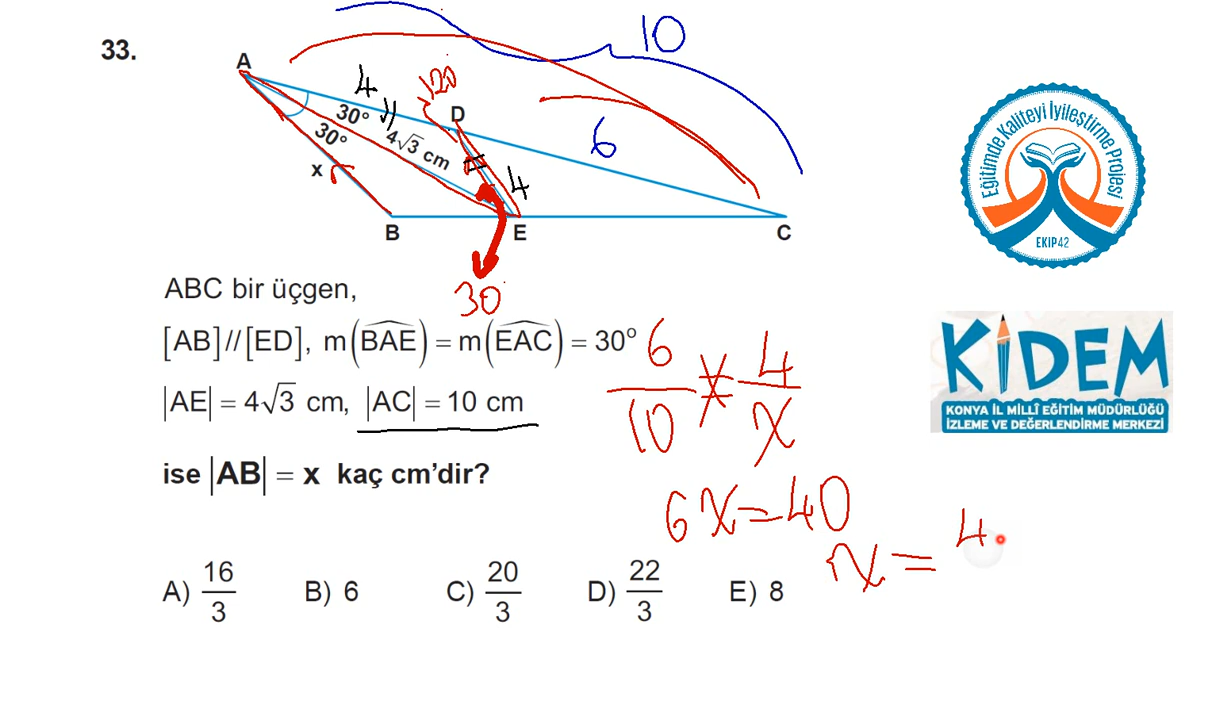 10
33.
A
4
120
30°
D
4√3 cm
30°
x
4
6
B
E
C
30
Eğitimde Kaliteyi İyileştirme Projesi
EKIP42
ABC bir üçgen,
[AB]//[ED], m(BAE) = m(EAC) = 30°
|AE| = 4√3 cm, |AC| = 10 cm
ise |AB| = x kaç cm’dir?
A) 16/3 B) 6 C) 20/3 D) 22/3 E) 8
6/10 = 4/x
6x=40
x = 4
KİDEM
KONYA İL MİLLÎ EĞİTİM MÜDÜRLÜĞÜ
İZLEME VE DEĞERLENDİRME MERKEZİ